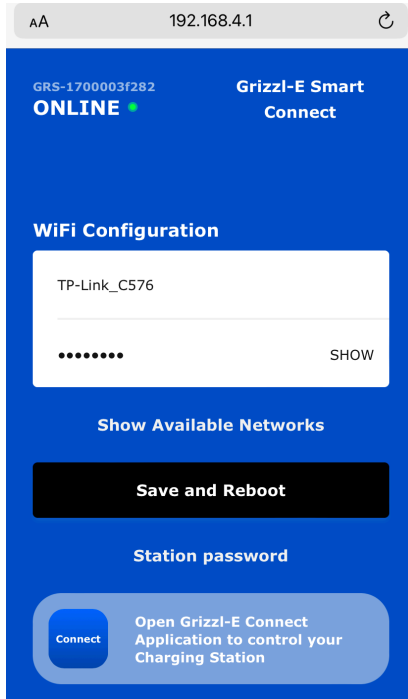 AA
192.168.4.1
GRS-1700003f282
ONLINE
Grizzl-E Smart
Connect
WiFi Configuration
TP-Link_C576
••••••••
SHOW
Show Available Networks
Save and Reboot
Station password
Connect
Open Grizzl-E Connect
Application to control your
Charging Station